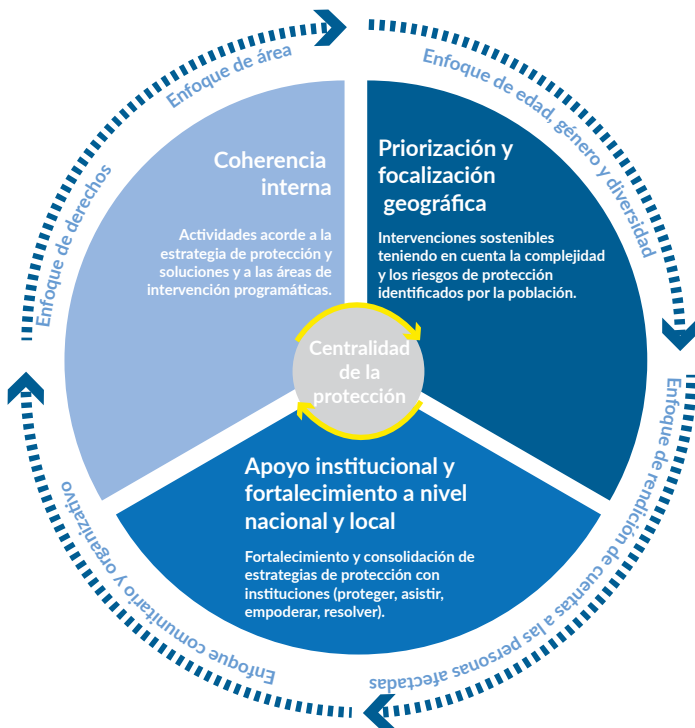 Enfoque de derechos
Enfoque de área
Enfoque de edad, género y diversidad
Enfoque de rendición de cuentas a las personas afectadas
Enfoque comunitario y organizativo
Coherencia
interna
Actividades acorde a la
estrategia de protección y
soluciones y a las áreas de
intervención programáticas.
Priorización y
focalización
geográfica
Intervenciones sostenibles
teniendo en cuenta la complejidad
y los riesgos de protección
identificados por la población.
Centralidad
de la
protección
Apoyo institucional y
fortalecimiento a nivel
nacional y local
Fortalecimiento y consolidación de
estrategias de protección con
instituciones (proteger, asistir,
empoderar, resolver).